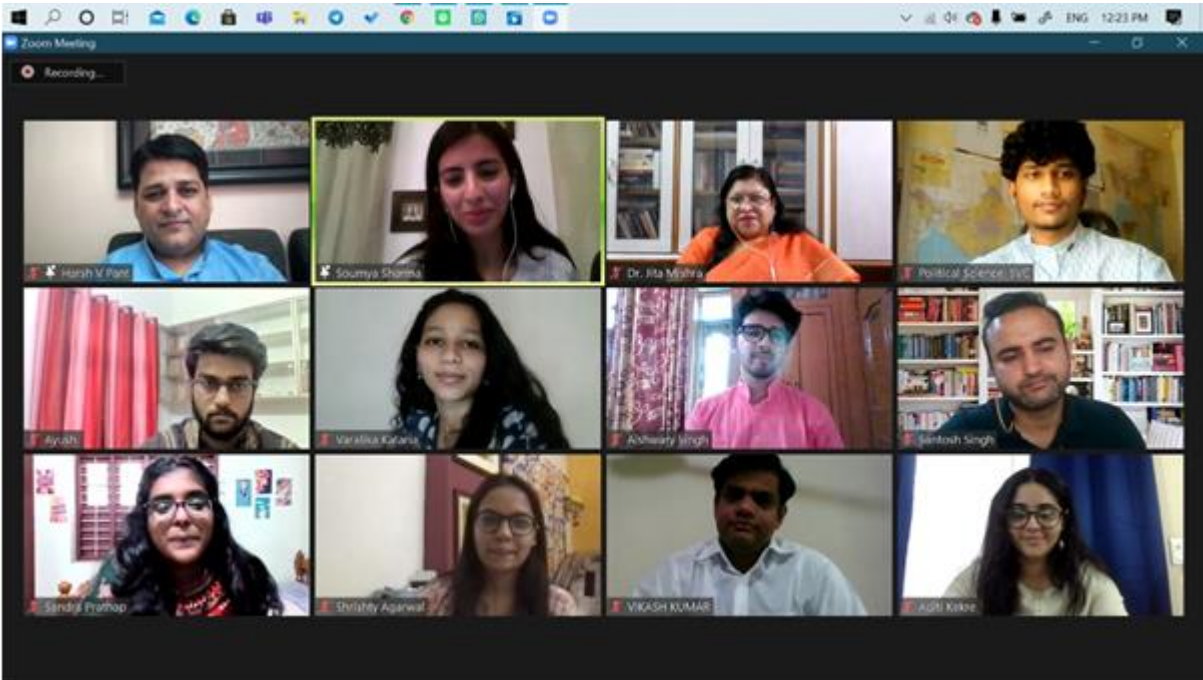 ENG 12:23 PM
Zoom Meeting
Recording...
Harsh V Pant
Soumya Sharma
Dr. Jita Mishra
Political Science, SVC
Ayush
Varalika Kataria
Aishwary Singh
Santosh Singh
Sandra Prathap
Shrishty Agarwal
VIKASH KUMAR
Aditi Kakre